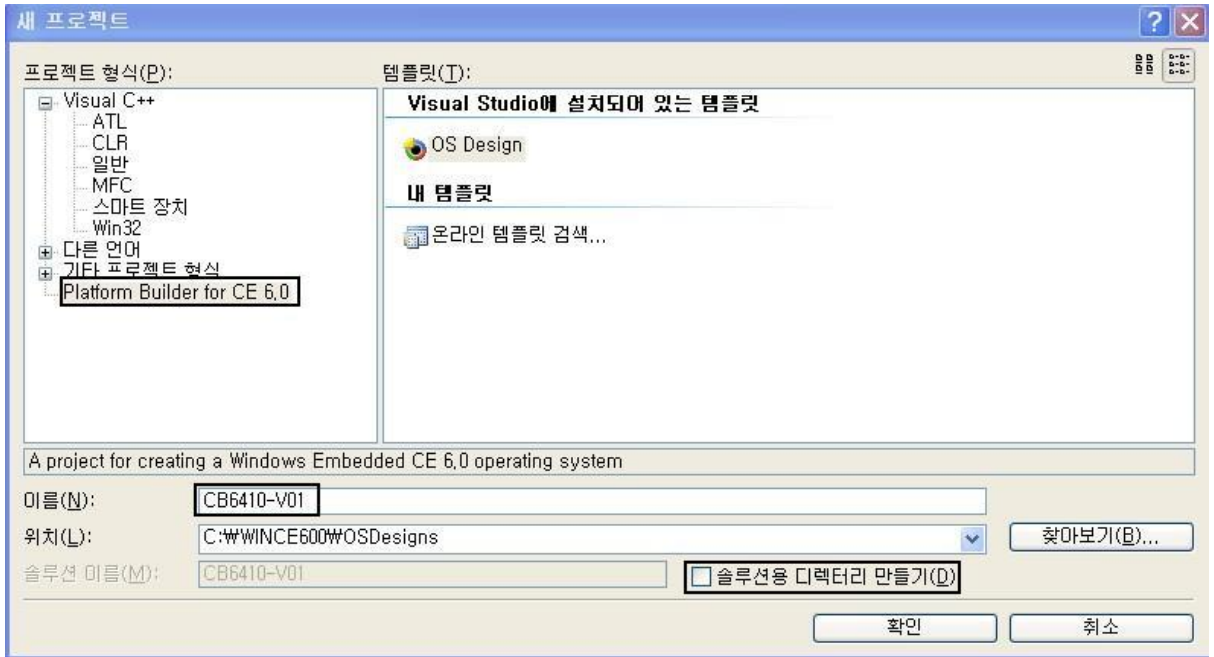 새 프로젝트
프로젝트 형식(P):
템플릿(T):
Visual C++
ATL
CLR
일반
MFC
스마트 장치
Win32
다른 언어
기타 프로젝트 형식
Platform Builder for CE 6,0
Visual Studio에 설치되어 있는 템플릿
OS Design
내 템플릿
온라인 템플릿 검색...
A project for creating a Windows Embedded CE 6,0 operating system
이름(N): CB6410-V01
위치(L): C:₩WINCE600₩OSDesigns 찾아보기(B)...
솔루션 이름(M): CB6410-V01 솔루션용 디렉터리 만들기(D)
확인 취소